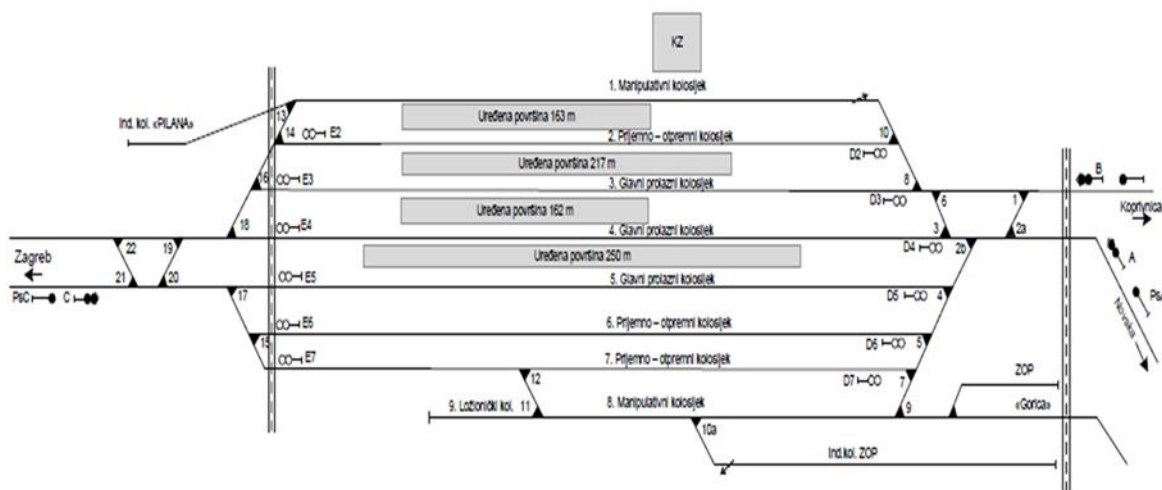 KZ
1. Manipulativni kolosijek
Ind. kol. «PILANA»
13
Uređena površina 163 m
14
E2
2. Prijemno – otpremni kolosijek
10
D2
B
Uređena površina 217 m
16
E3
3. Glavni prolazni kolosijek
8
D3
6
1
Koprivnica
Uređena površina 162 m
18
E4
4. Glavni prolazni kolosijek
3
2a
Zagreb
22
19
D4
2b
A
Uređena površina 250 m
21
20
E5
5. Glavni prolazni kolosijek
PsC
C
17
D5
4
Novska
E6
6. Prijemno – otpremni kolosijek
15
D6
5
E7
7. Prijemno – otpremni kolosijek
12
D7
7
ZOP
9. Ložionički kol.
11
8. Manipulativni kolosijek
9
«Gorica»
10a
Ind.kol. ZOP